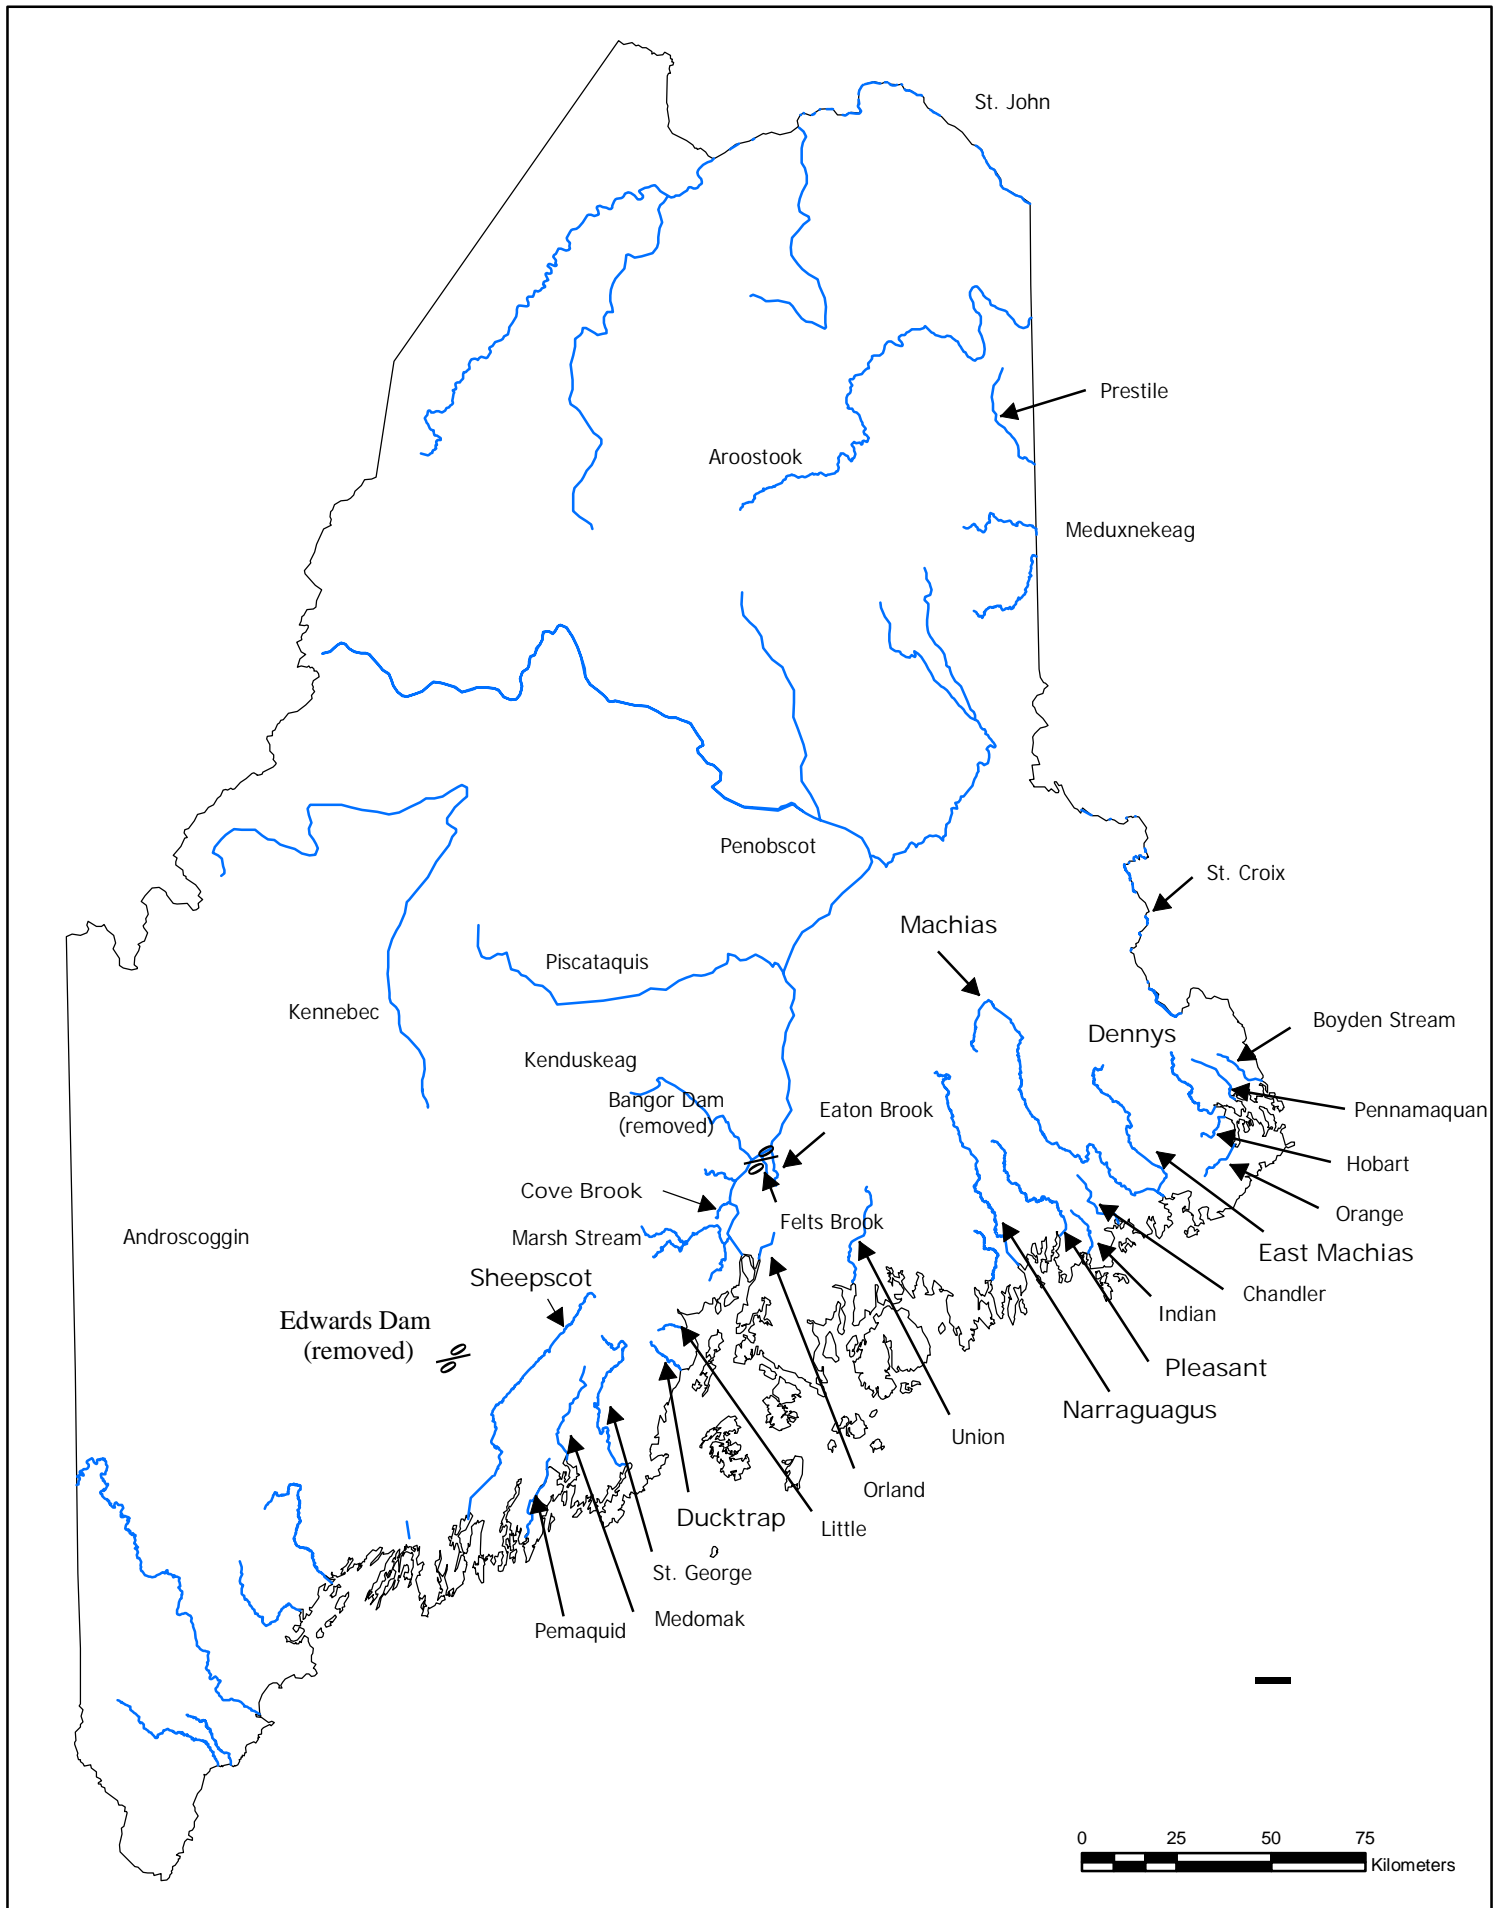 St. John
Prestile
Aroostook
Meduxnekeag
Penobscot
St. Croix
Machias
Piscataquis
Kennebec
Boyden Stream
Dennys
Kenduskeag
Bangor Dam
(removed)
Eaton Brook
Pennamaquan
Hobart
Cove Brook
Orange
Felts Brook
Androscoggin
Marsh Stream
East Machias
Sheepscot
Chandler
Indian
Edwards Dam
(removed)
Pleasant
Narraguagus
Union
Orland
Ducktrap
Little
St. George
Medomak
Pemaquid
0 25 50 75
Kilometers